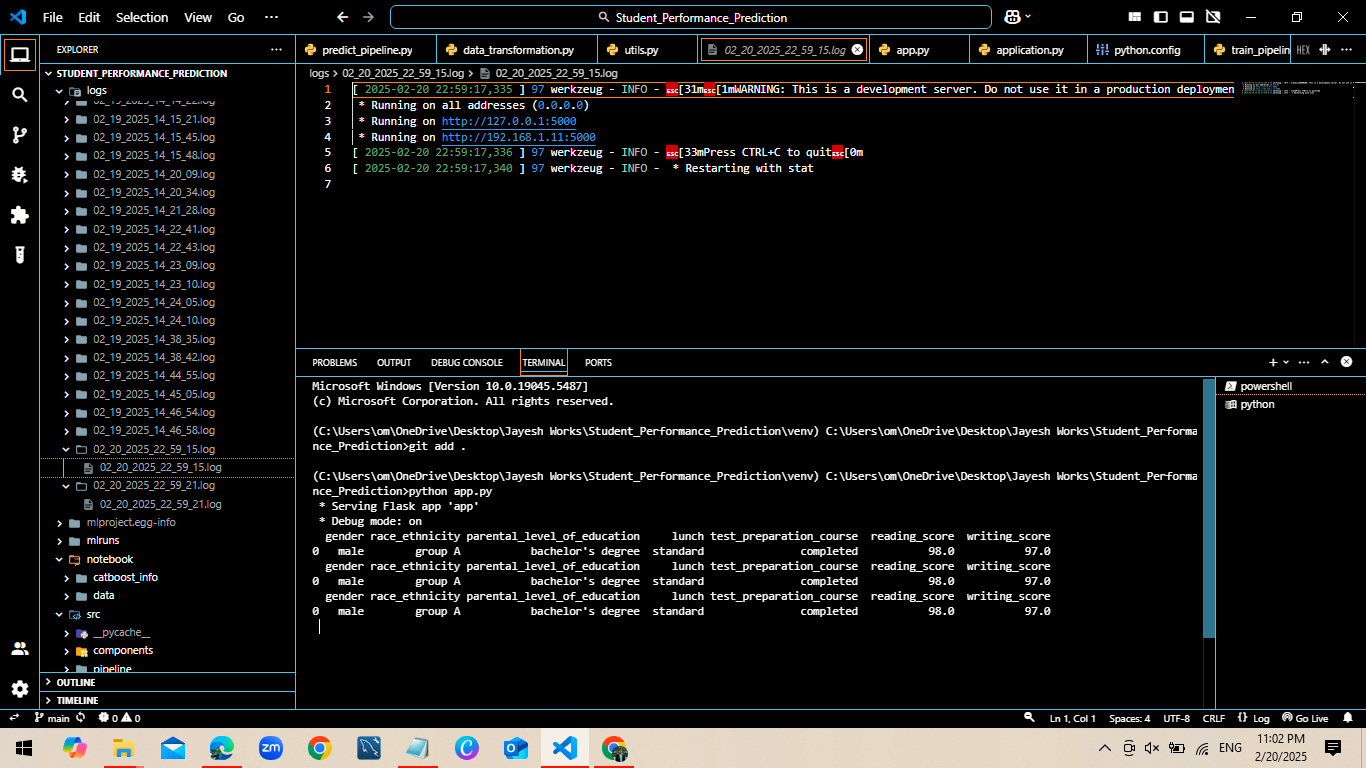 File Edit Selection View Go ··· Student_Performance_Prediction
EXPLORER ···
STUDENT_PERFORMANCE_PREDICTION
logs
02_19_2025_14_14_22.log
02_19_2025_14_15_21.log
02_19_2025_14_15_45.log
02_19_2025_14_15_48.log
02_19_2025_14_20_09.log
02_19_2025_14_20_34.log
02_19_2025_14_21_28.log
02_19_2025_14_22_41.log
02_19_2025_14_22_43.log
02_19_2025_14_23_09.log
02_19_2025_14_23_10.log
02_19_2025_14_24_05.log
02_19_2025_14_24_10.log
02_19_2025_14_38_35.log
02_19_2025_14_38_42.log
02_19_2025_14_44_55.log
02_19_2025_14_45_05.log
02_19_2025_14_46_54.log
02_19_2025_14_46_58.log
02_20_2025_22_59_15.log
02_20_2025_22_59_15.log
02_20_2025_22_59_21.log
02_20_2025_22_59_21.log
mlproject.egg-info
mlruns
notebook
catboost_info
data
src
__pycache__
components
pipeline
OUTLINE
TIMELINE
predict_pipeline.py data_transformation.py utils.py 02_20_2025_22_59_15.log app.py application.py python.config train_pipelin HEX ···
logs > 02_20_2025_22_59_15.log > 02_20_2025_22_59_15.log
1 [ 2025-02-20 22:59:17,335 ] 97 werkzeug - INFO - ESC[31mESC[1mWARNING: This is a development server. Do not use it in a production deploymen
2 * Running on all addresses (0.0.0.0)
3 * Running on http://127.0.0.1:5000
4 * Running on http://192.168.1.11:5000
5 [ 2025-02-20 22:59:17,336 ] 97 werkzeug - INFO - ESC[33mPress CTRL+C to quitESC[0m
6 [ 2025-02-20 22:59:17,340 ] 97 werkzeug - INFO -  * Restarting with stat
7
PROBLEMS OUTPUT DEBUG CONSOLE TERMINAL PORTS
Microsoft Windows [Version 10.0.19045.5487]
(c) Microsoft Corporation. All rights reserved.
(C:\Users\om\OneDrive\Desktop\Jayesh Works\Student_Performance_Prediction\venv) C:\Users\om\OneDrive\Desktop\Jayesh Works\Student_Performa
nce_Prediction>git add .
(C:\Users\om\OneDrive\Desktop\Jayesh Works\Student_Performance_Prediction\venv) C:\Users\om\OneDrive\Desktop\Jayesh Works\Student_Performa
nce_Prediction>python app.py
* Serving Flask app 'app'
* Debug mode: on
gender race_ethnicity parental_level_of_education lunch test_preparation_course reading_score writing_score
0 male group A bachelor's degree standard completed 98.0 97.0
gender race_ethnicity parental_level_of_education lunch test_preparation_course reading_score writing_score
0 male group A bachelor's degree standard completed 98.0 97.0
gender race_ethnicity parental_level_of_education lunch test_preparation_course reading_score writing_score
0 male group A bachelor's degree standard completed 98.0 97.0
powershell
python
main 0 0 Ln 1, Col 1 Spaces: 4 UTF-8 CRLF {} Log Go Live
zm ENG 11:02 PM
2/20/2025